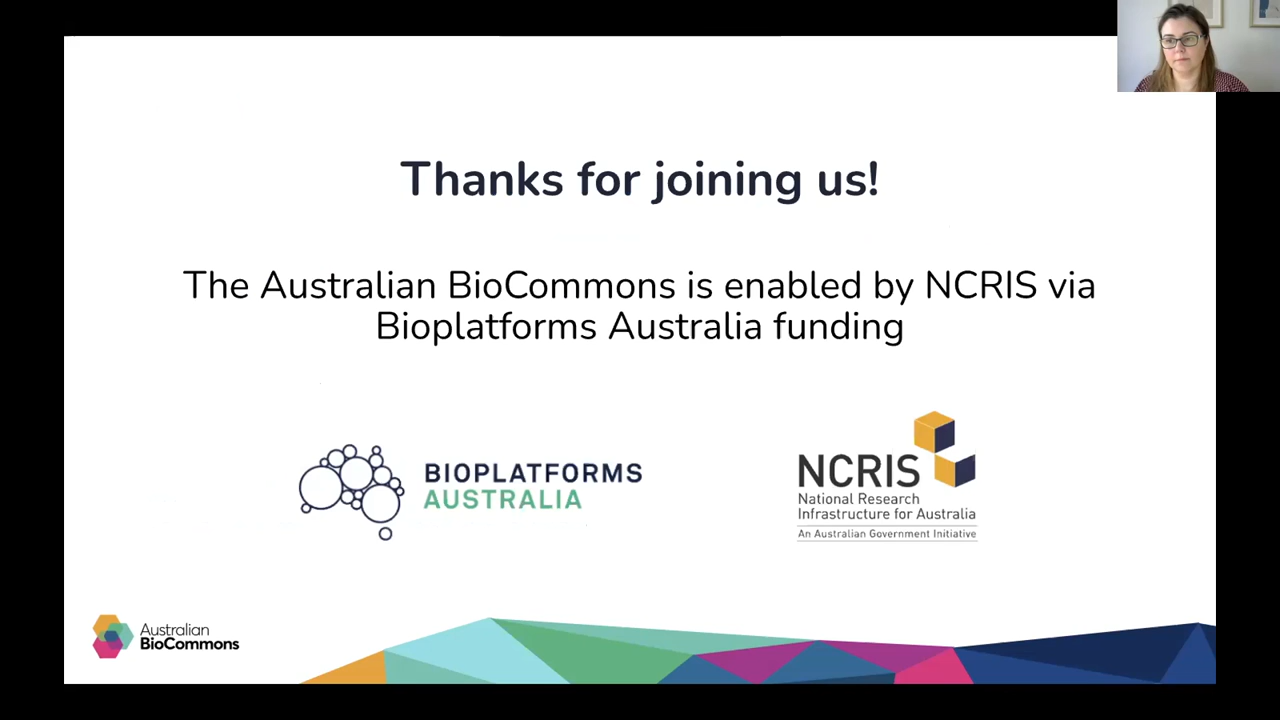 Thanks for joining us!
The Australian BioCommons is enabled by NCRIS via
Bioplatforms Australia funding
BIOPLATFORMS
AUSTRALIA
NCRIS
National Research
Infrastructure for Australia
An Australian Government Initiative
Australian
BioCommons